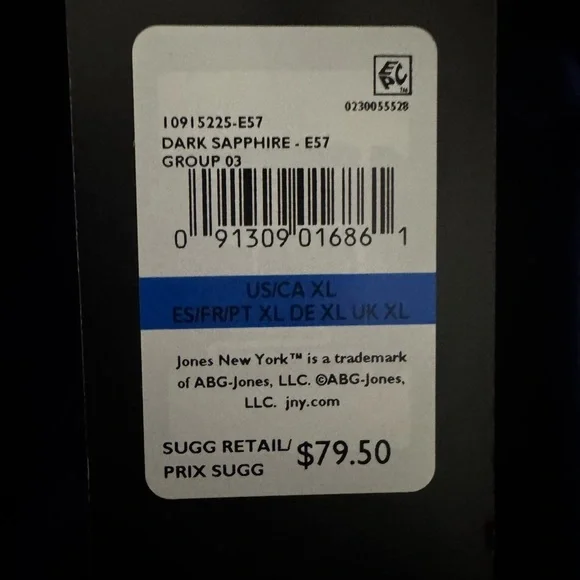 EPC™
0230055528
10915225-E57
DARK SAPPHIRE - E57
GROUP 03
0 91309 01686 1
US/CA XL
ES/FR/PT XL DE XL UK XL
Jones New York™ is a trademark
of ABG-Jones, LLC. ©ABG-Jones,
LLC. jny.com
SUGG RETAIL/
PRIX SUGG
$79.50